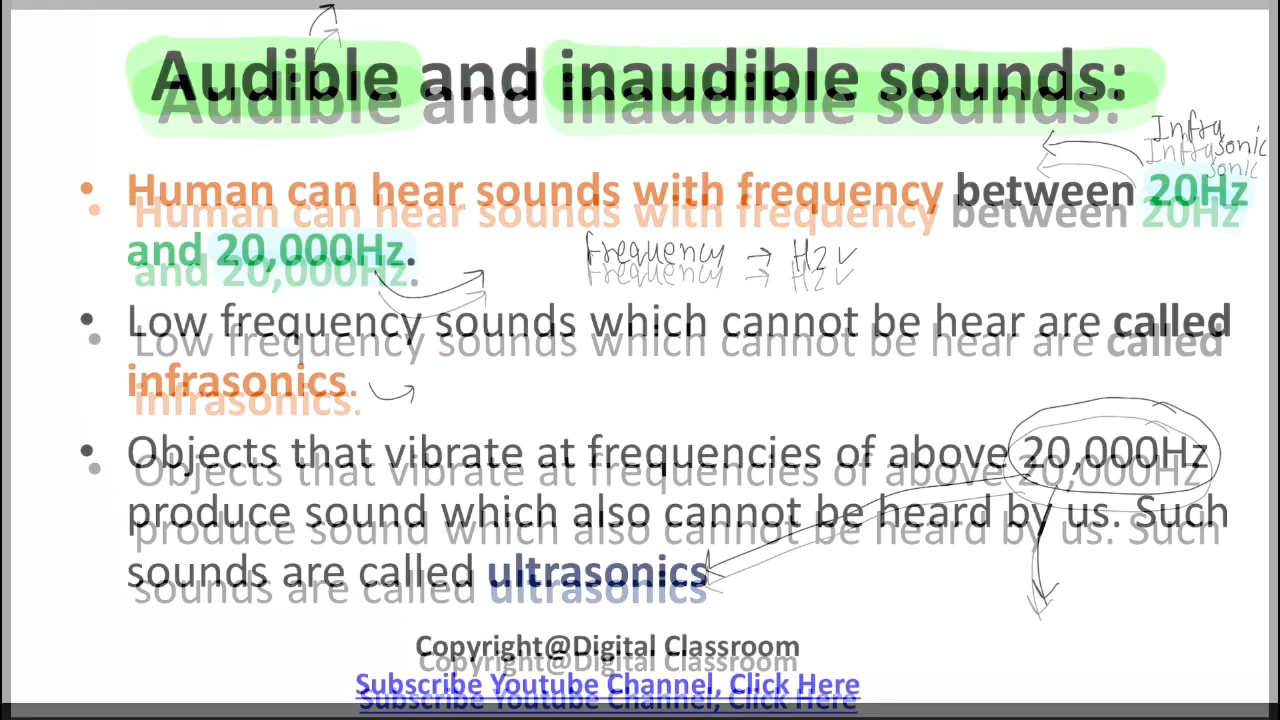 Audible and inaudible sounds:
Infra
sonic
• Human can hear sounds with frequency between 20Hz
and 20,000Hz.
frequency → Hz ✓
• Low frequency sounds which cannot be hear are called
infrasonics.
• Objects that vibrate at frequencies of above 20,000Hz
produce sound which also cannot be heard by us. Such
sounds are called ultrasonics
Copyright@Digital Classroom
Subscribe Youtube Channel, Click Here